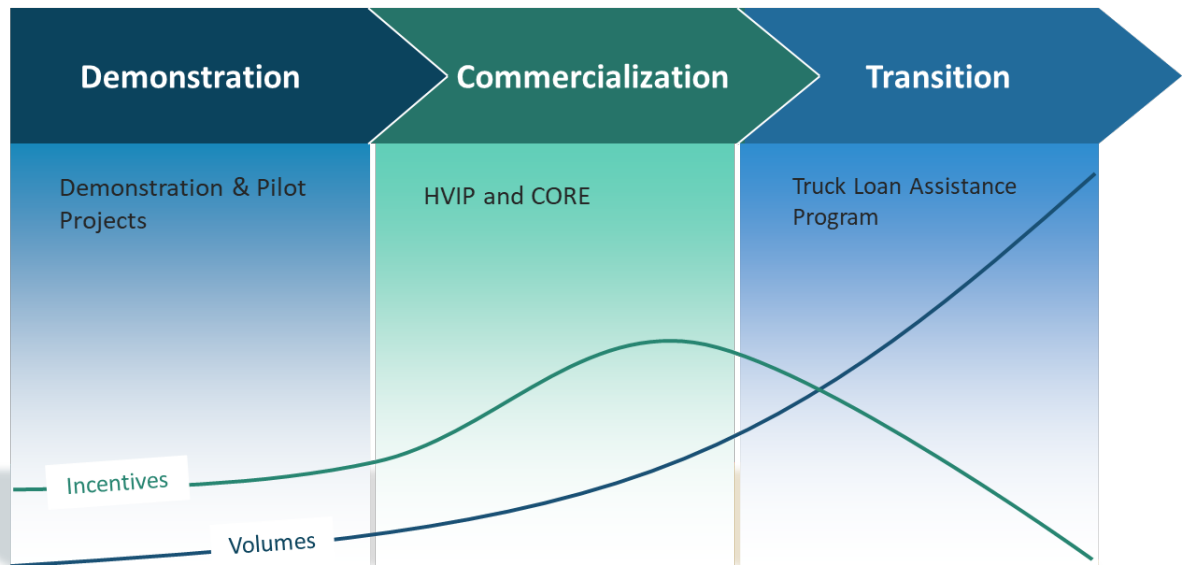 Demonstration
Commercialization
Transition
Demonstration & Pilot
Projects
HVIP and CORE
Truck Loan Assistance
Program
Incentives
Volumes